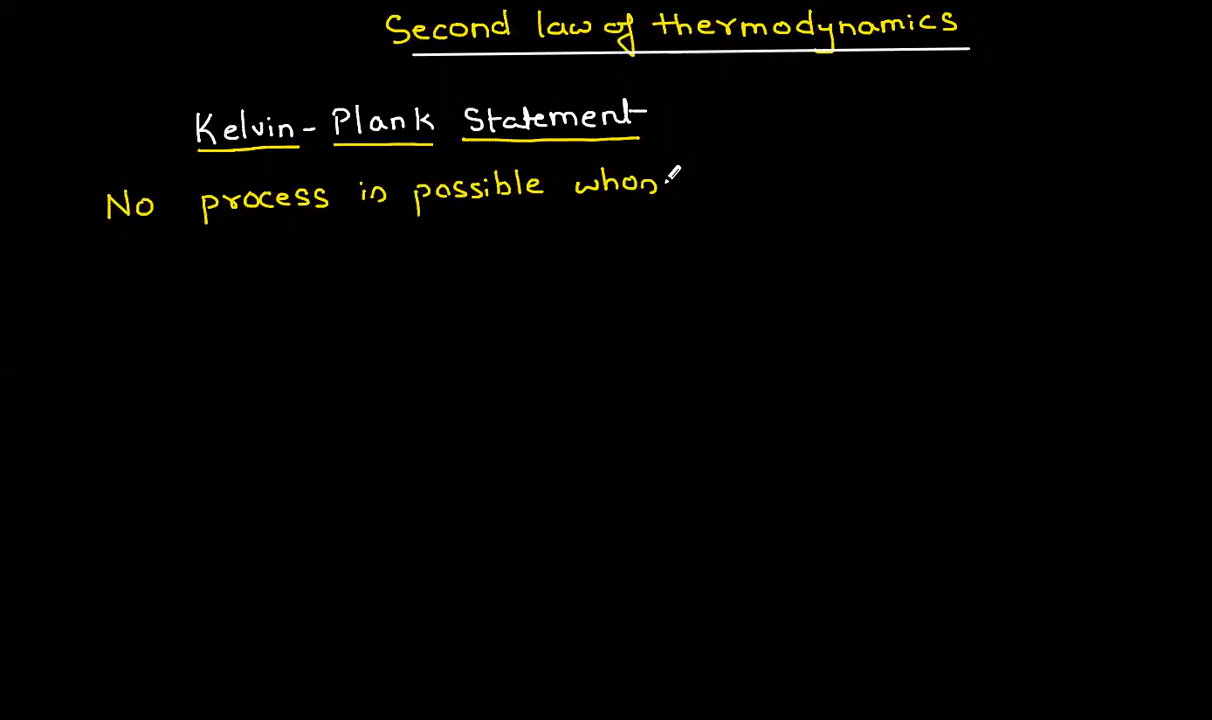 Second law of thermodynamics
Kelvin - Plank Statement
No process is possible whos